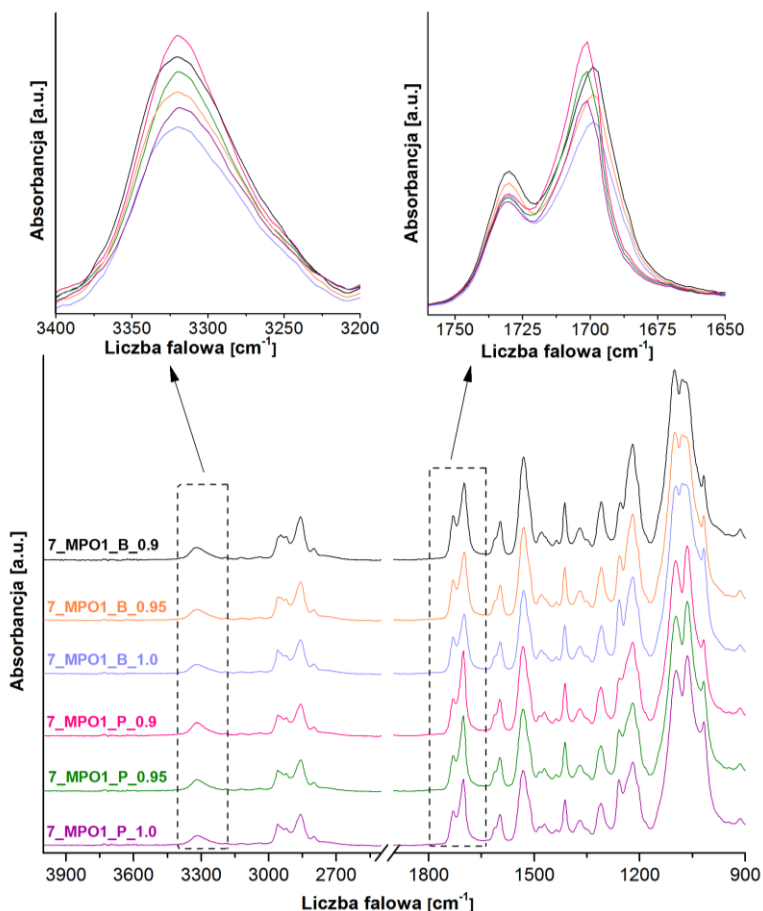 Absorbancja [a.u.]
3400 3350 3300 3250 3200
Liczba falowa [cm⁻¹]
Absorbancja [a.u.]
1750 1725 1700 1675 1650
Liczba falowa [cm⁻¹]
Absorbancja [a.u.]
7_MPO1_B_0.9
7_MPO1_B_0.95
7_MPO1_B_1.0
7_MPO1_P_0.9
7_MPO1_P_0.95
7_MPO1_P_1.0
3900 3600 3300 3000 2700 1800 1500 1200 900
Liczba falowa [cm⁻¹]